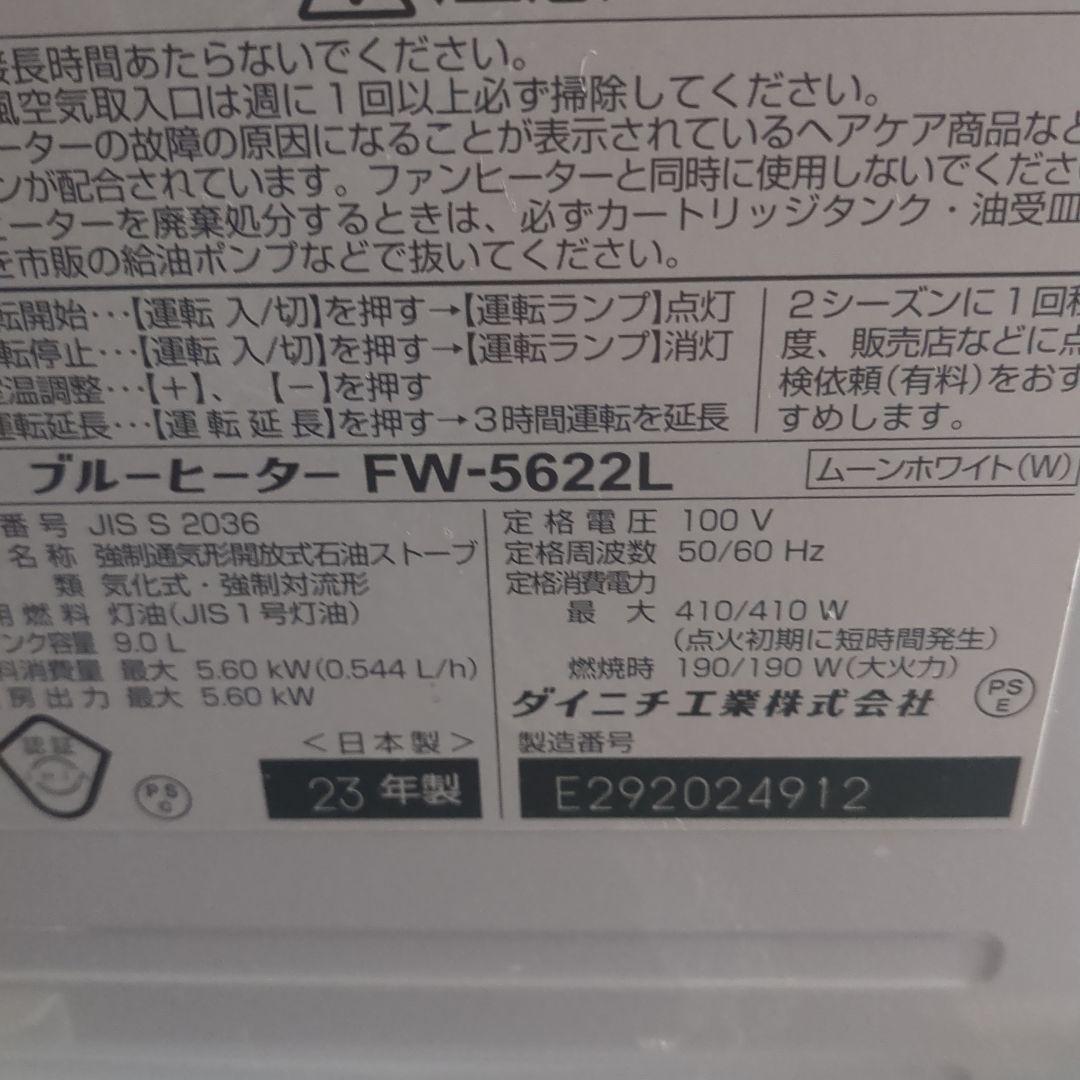 長時間あたらないでください。
風空気取入口は週に1回以上必ず掃除してください。
ーターの故障の原因になることが表示されているヘアケア商品など
ンが配合されています。ファンヒーターと同時に使用しないでくださ
ヒーターを廃棄処分するときは、必ずカートリッジタンク・油受皿
を市販の給油ポンプなどで抜いてください。
転開始…【運転 入/切】を押す→【運転ランプ】点灯
転停止…【運転 入/切】を押す→【運転ランプ】消灯
温調整…【+】、【−】を押す
運転延長…【運転延長】を押す→3時間運転を延長
2シーズンに1回程
度、販売店などに点
検依頼(有料)をおす
すめします。
ブルーヒーター FW-5622L
ムーンホワイト(W)
番号 JIS S 2036
名称 強制通気形開放式石油ストーブ
類 気化式・強制対流形
用燃料 灯油(JIS1号灯油)
ンク容量 9.0 L
料消費量 最大 5.60 kW(0.544 L/h)
房出力 最大 5.60 kW
定格電圧 100 V
定格周波数 50/60 Hz
定格消費電力
最大 410/410 W
(点火初期に短時間発生)
燃焼時 190/190 W(大火力)
ダイニチ工業株式会社
PS
E
認証
PS
C
<日本製>
23年製
製造番号
E292024912